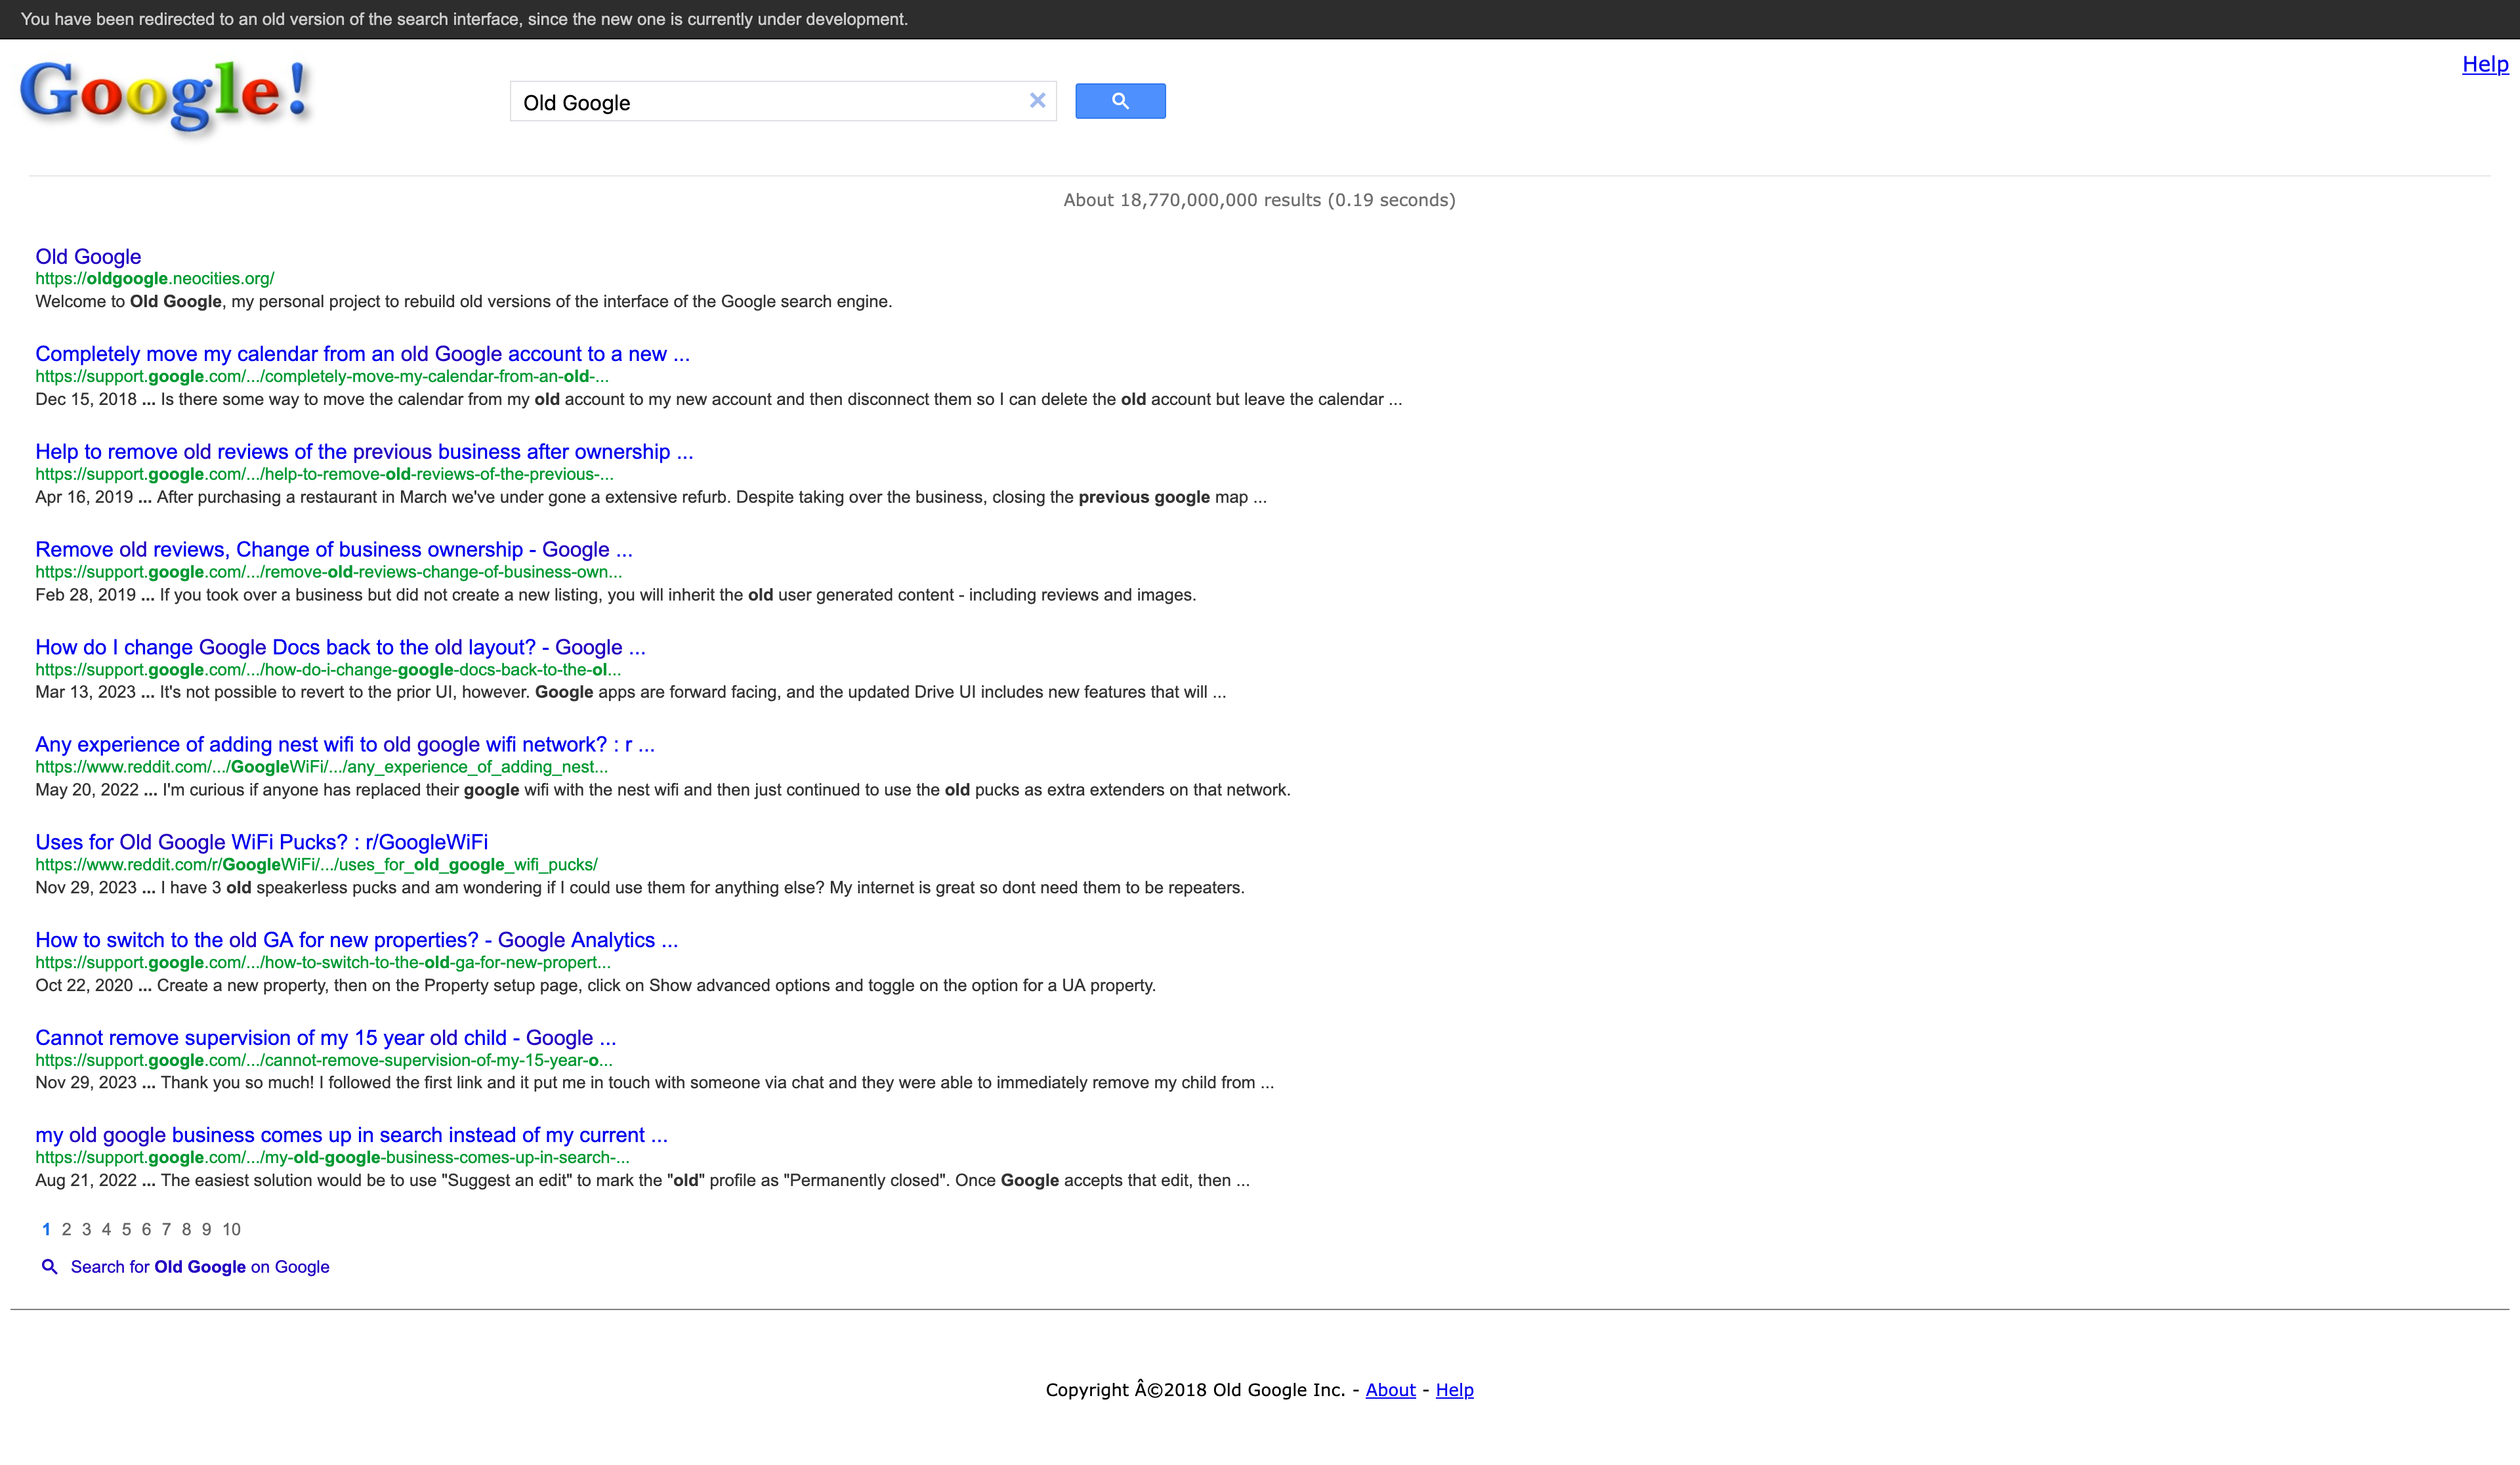 You have been redirected to an old version of the search interface, since the new one is currently under development.
Google!
Help
Old Google
About 18,770,000,000 results (0.19 seconds)
Old Google
https://oldgoogle.neocities.org/
Welcome to Old Google, my personal project to rebuild old versions of the interface of the Google search engine.
Completely move my calendar from an old Google account to a new ...
https://support.google.com/.../completely-move-my-calendar-from-an-old-...
Dec 15, 2018 ... Is there some way to move the calendar from my old account to my new account and then disconnect them so I can delete the old account but leave the calendar ...
Help to remove old reviews of the previous business after ownership ...
https://support.google.com/.../help-to-remove-old-reviews-of-the-previous-...
Apr 16, 2019 ... After purchasing a restaurant in March we've under gone a extensive refurb. Despite taking over the business, closing the previous google map ...
Remove old reviews, Change of business ownership - Google ...
https://support.google.com/.../remove-old-reviews-change-of-business-own...
Feb 28, 2019 ... If you took over a business but did not create a new listing, you will inherit the old user generated content - including reviews and images.
How do I change Google Docs back to the old layout? - Google ...
https://support.google.com/.../how-do-i-change-google-docs-back-to-the-ol...
Mar 13, 2023 ... It's not possible to revert to the prior UI, however. Google apps are forward facing, and the updated Drive UI includes new features that will ...
Any experience of adding nest wifi to old google wifi network? : r ...
https://www.reddit.com/.../GoogleWiFi/.../any_experience_of_adding_nest...
May 20, 2022 ... I'm curious if anyone has replaced their google wifi with the nest wifi and then just continued to use the old pucks as extra extenders on that network.
Uses for Old Google WiFi Pucks? : r/GoogleWiFi
https://www.reddit.com/r/GoogleWiFi/.../uses_for_old_google_wifi_pucks/
Nov 29, 2023 ... I have 3 old speakerless pucks and am wondering if I could use them for anything else? My internet is great so dont need them to be repeaters.
How to switch to the old GA for new properties? - Google Analytics ...
https://support.google.com/.../how-to-switch-to-the-old-ga-for-new-propert...
Oct 22, 2020 ... Create a new property, then on the Property setup page, click on Show advanced options and toggle on the option for a UA property.
Cannot remove supervision of my 15 year old child - Google ...
https://support.google.com/.../cannot-remove-supervision-of-my-15-year-o...
Nov 29, 2023 ... Thank you so much! I followed the first link and it put me in touch with someone via chat and they were able to immediately remove my child from ...
my old google business comes up in search instead of my current ...
https://support.google.com/.../my-old-google-business-comes-up-in-search-...
Aug 21, 2022 ... The easiest solution would be to use "Suggest an edit" to mark the "old" profile as "Permanently closed". Once Google accepts that edit, then ...
1 2 3 4 5 6 7 8 9 10
Search for Old Google on Google
Copyright Â©2018 Old Google Inc. - About - Help